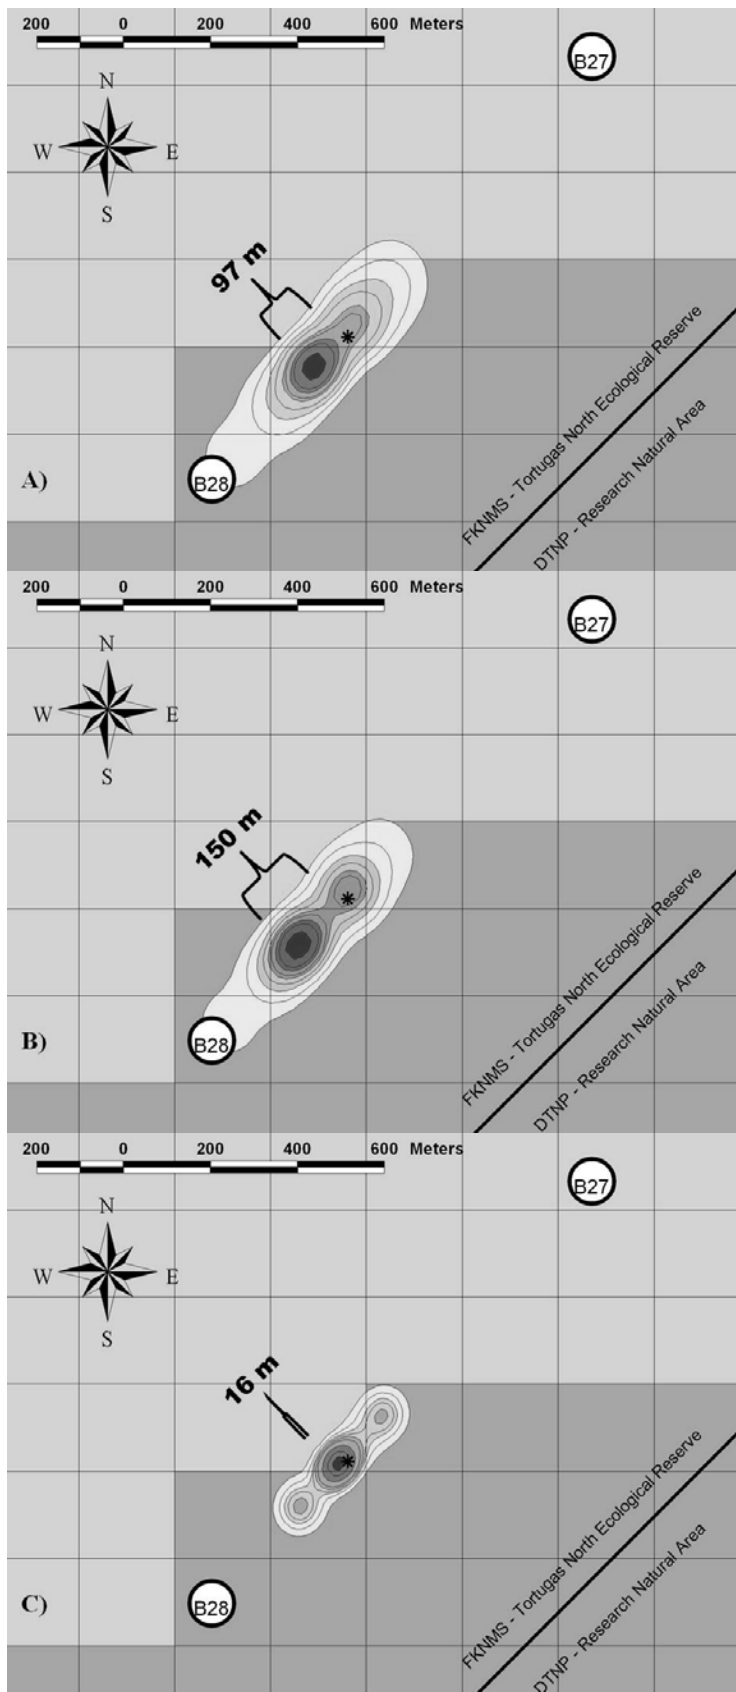 200 0 200 400 600 Meters
B27
N
W E
S
97 m
FKNMS - Tortugas North Ecological Reserve
DTNP - Research Natural Area
A)
B28
200 0 200 400 600 Meters
B27
N
W E
S
150 m
FKNMS - Tortugas North Ecological Reserve
DTNP - Research Natural Area
B)
B28
200 0 200 400 600 Meters
B27
N
W E
S
16 m
FKNMS - Tortugas North Ecological Reserve
DTNP - Research Natural Area
C)
B28